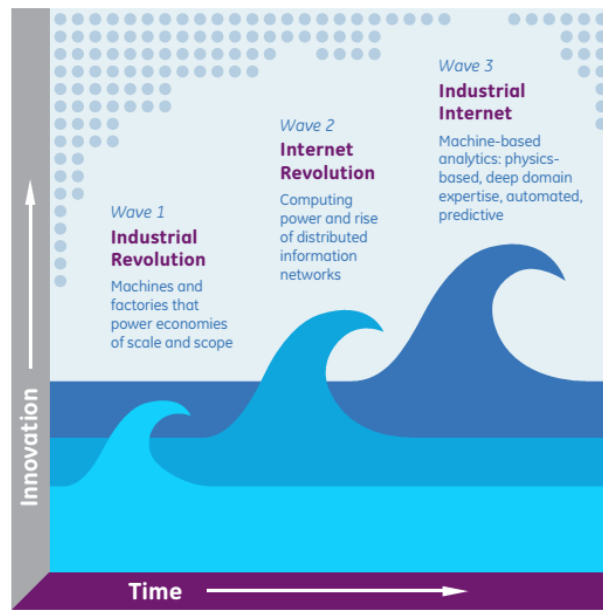 Wave 3
Industrial
Internet
Machine-based
analytics: physics-
based, deep domain
expertise, automated,
predictive
Wave 2
Internet
Revolution
Computing
power and rise
of distributed
information
networks
Wave 1
Industrial
Revolution
Machines and
factories that
power economies
of scale and scope
Innovation
Time